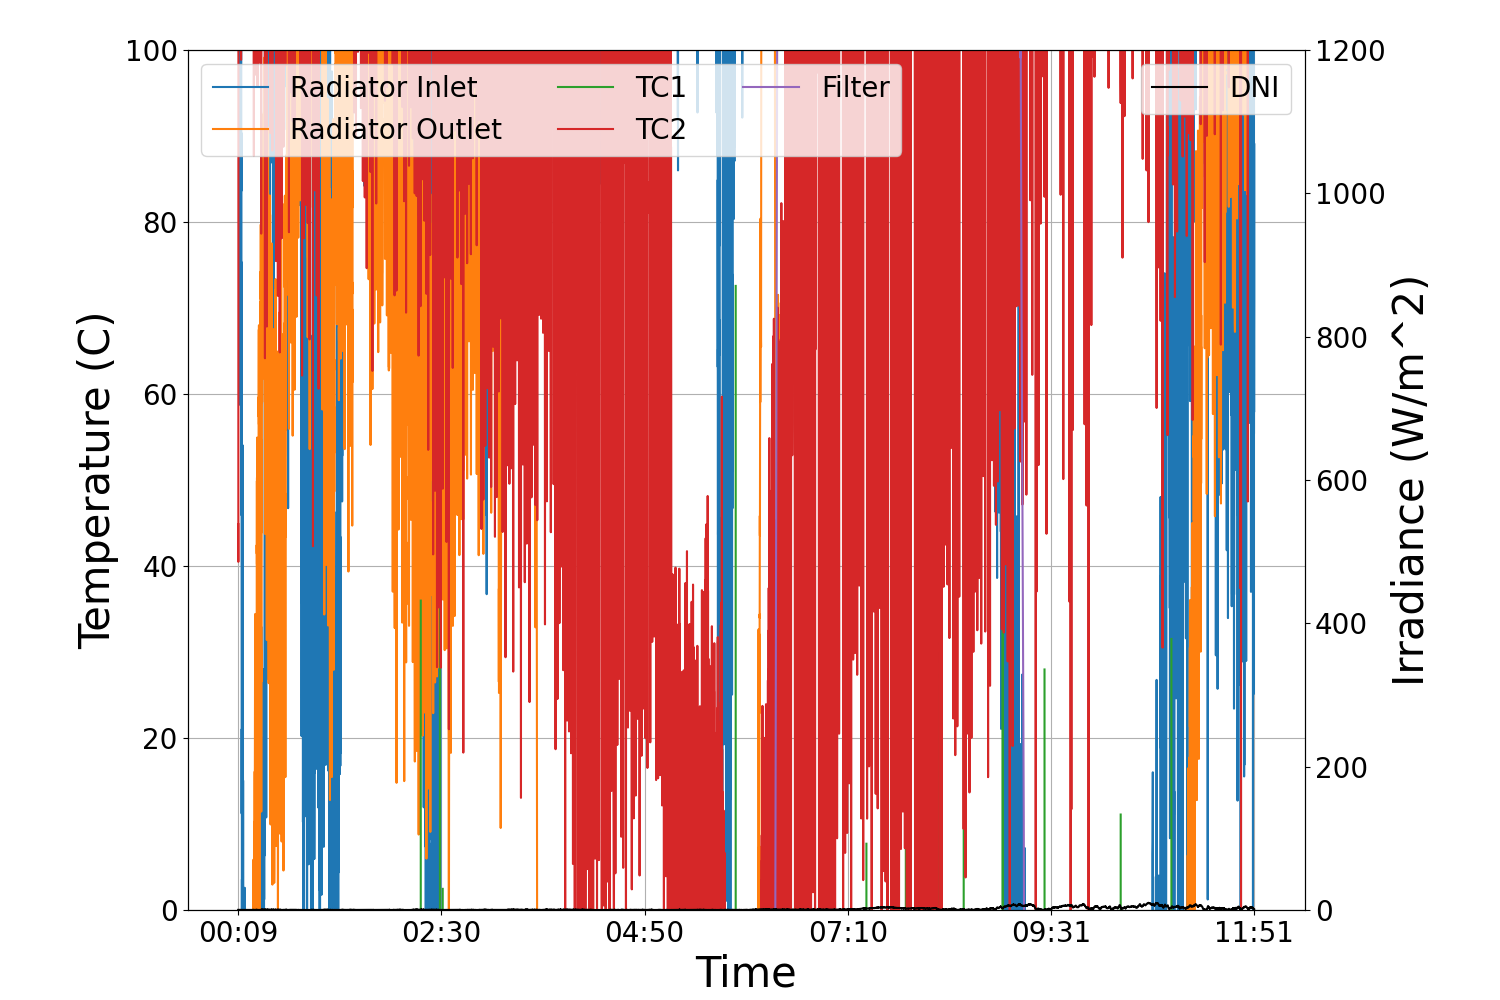 100
80
60
40
20
0
Temperature (C)
Radiator Inlet
Radiator Outlet
TC1
TC2
Filter
DNI
1200
1000
800
600
400
200
0
Irradiance (W/m^2)
00:09
02:30
04:50
07:10
09:31
11:51
Time